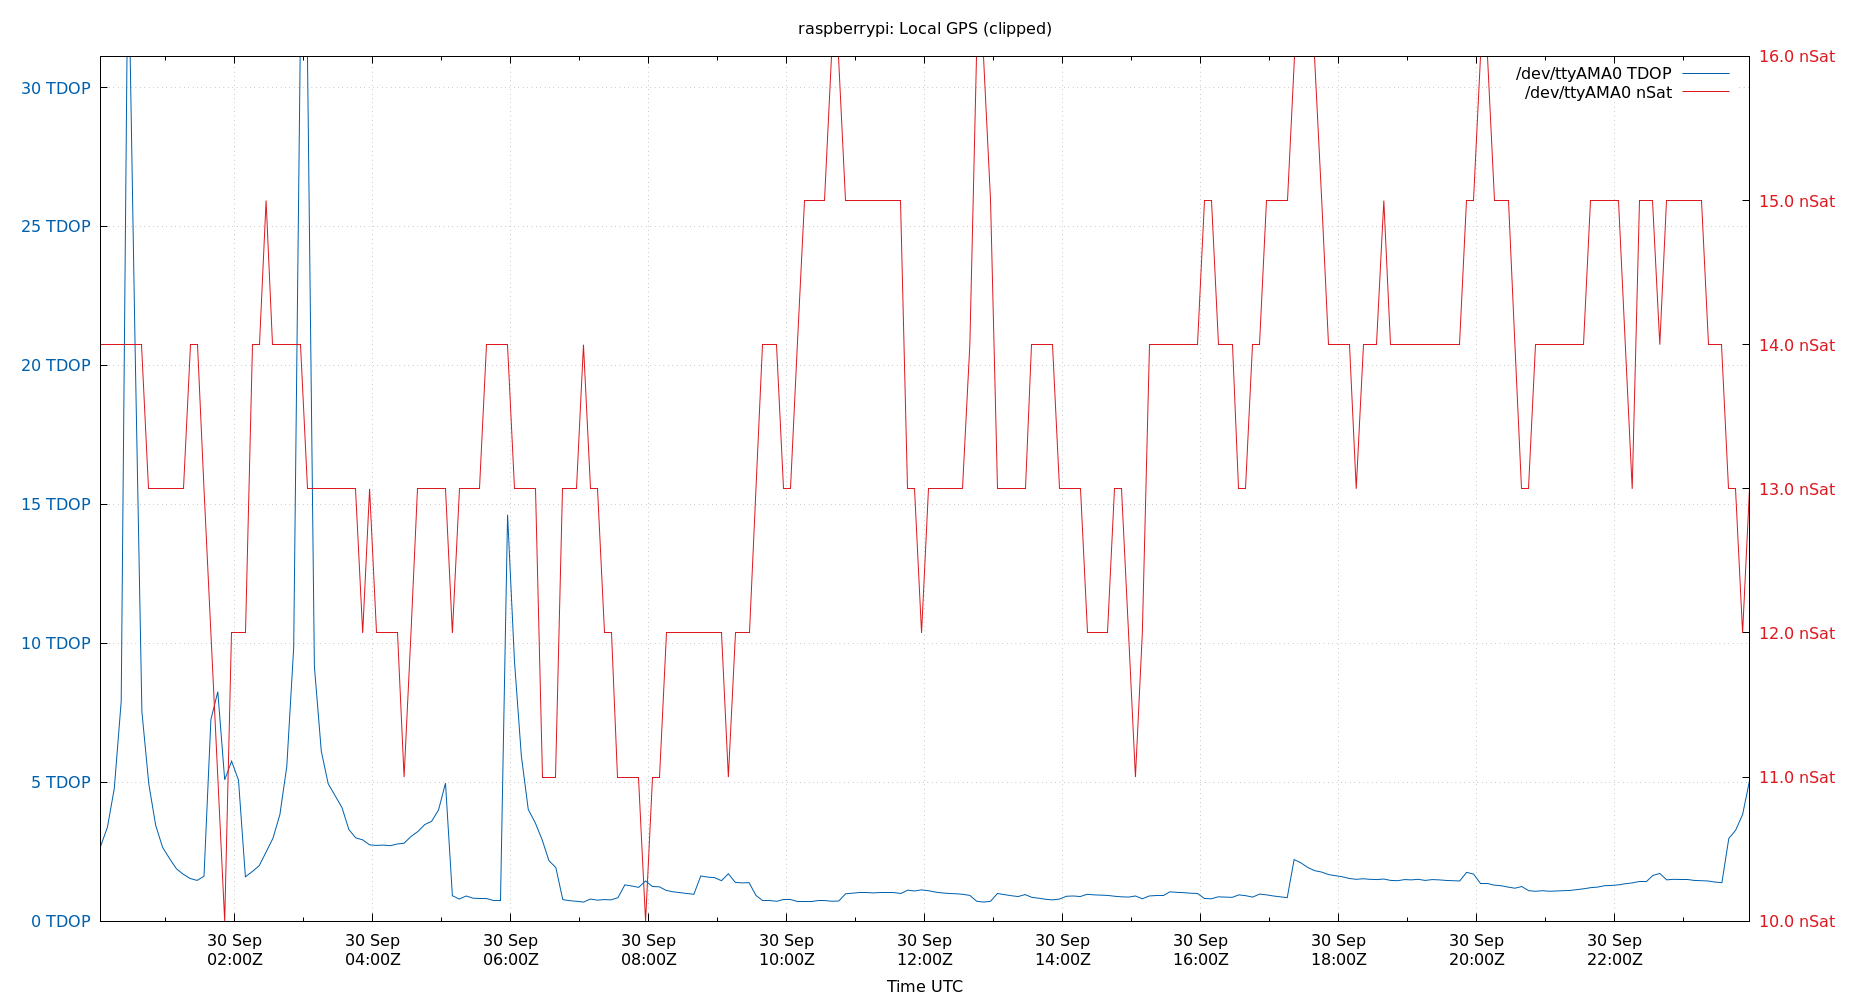 raspberrypi: Local GPS (clipped)
30 TDOP
25 TDOP
20 TDOP
15 TDOP
10 TDOP
5 TDOP
0 TDOP
16.0 nSat
15.0 nSat
14.0 nSat
13.0 nSat
12.0 nSat
11.0 nSat
10.0 nSat
/dev/ttyAMA0 TDOP
/dev/ttyAMA0 nSat
30 Sep
02:00Z
30 Sep
04:00Z
30 Sep
06:00Z
30 Sep
08:00Z
30 Sep
10:00Z
30 Sep
12:00Z
30 Sep
14:00Z
30 Sep
16:00Z
30 Sep
18:00Z
30 Sep
20:00Z
30 Sep
22:00Z
Time UTC